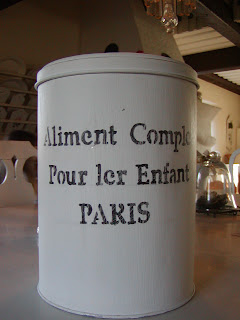 Aliment Comple
Pour 1er Enfant
PARIS